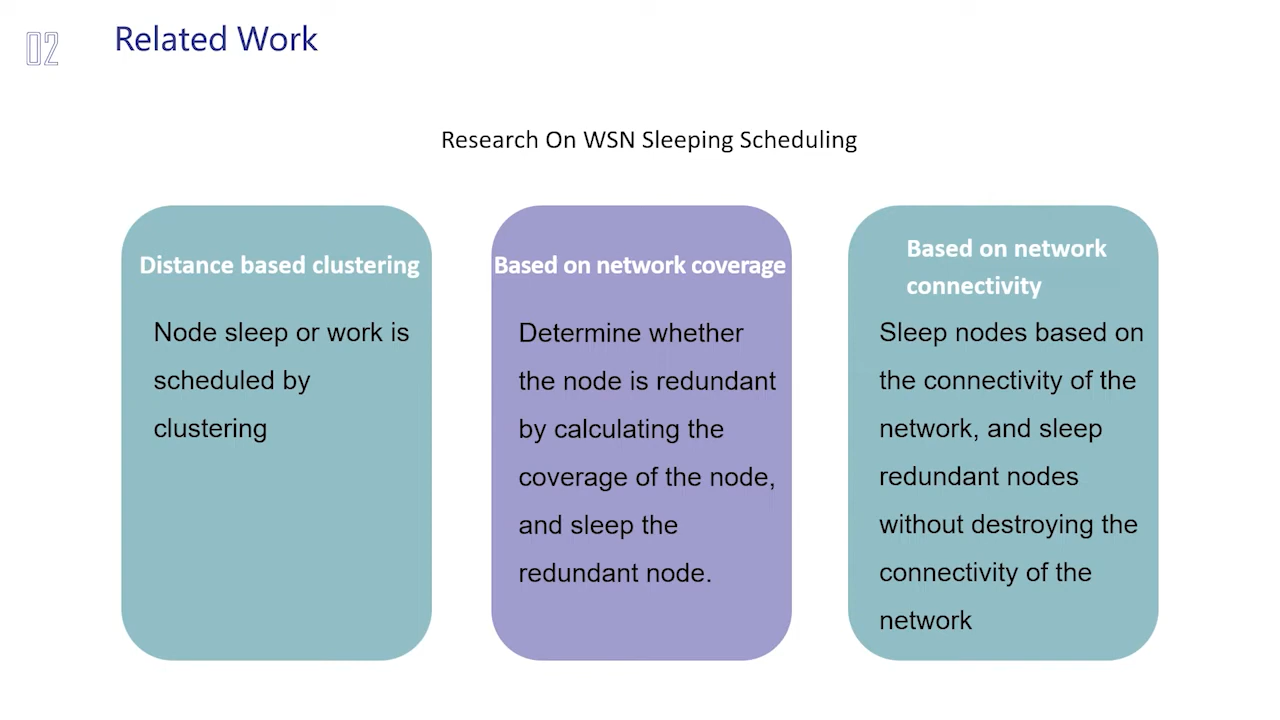 02
Related Work
Research On WSN Sleeping Scheduling
Distance based clustering
Node sleep or work is
scheduled by
clustering
Based on network coverage
Determine whether
the node is redundant
by calculating the
coverage of the node,
and sleep the
redundant node.
Based on network
connectivity
Sleep nodes based on
the connectivity of the
network, and sleep
redundant nodes
without destroying the
connectivity of the
network